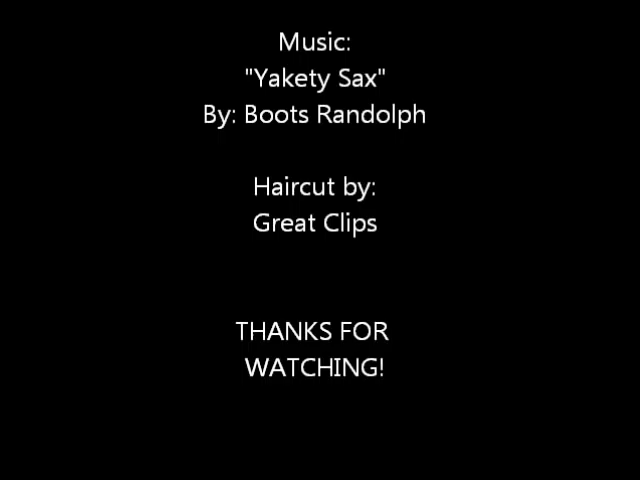 Music:
"Yakety Sax"
By: Boots Randolph
Haircut by:
Great Clips
THANKS FOR
WATCHING!